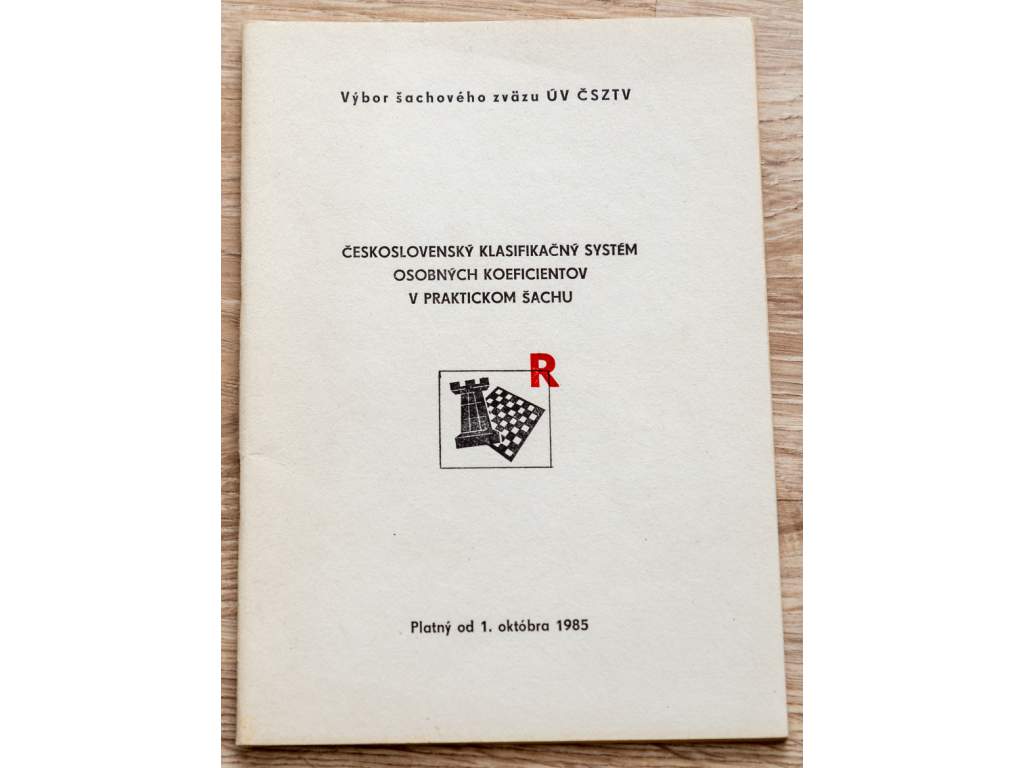 Výbor šachového zväzu ÚV ČSZTV
ČESKOSLOVENSKÝ KLASIFIKAČNÝ SYSTÉM
OSOBNÝCH KOEFICIENTOV
V PRAKTICKOM ŠACHU
R
Platný od 1. októbra 1985